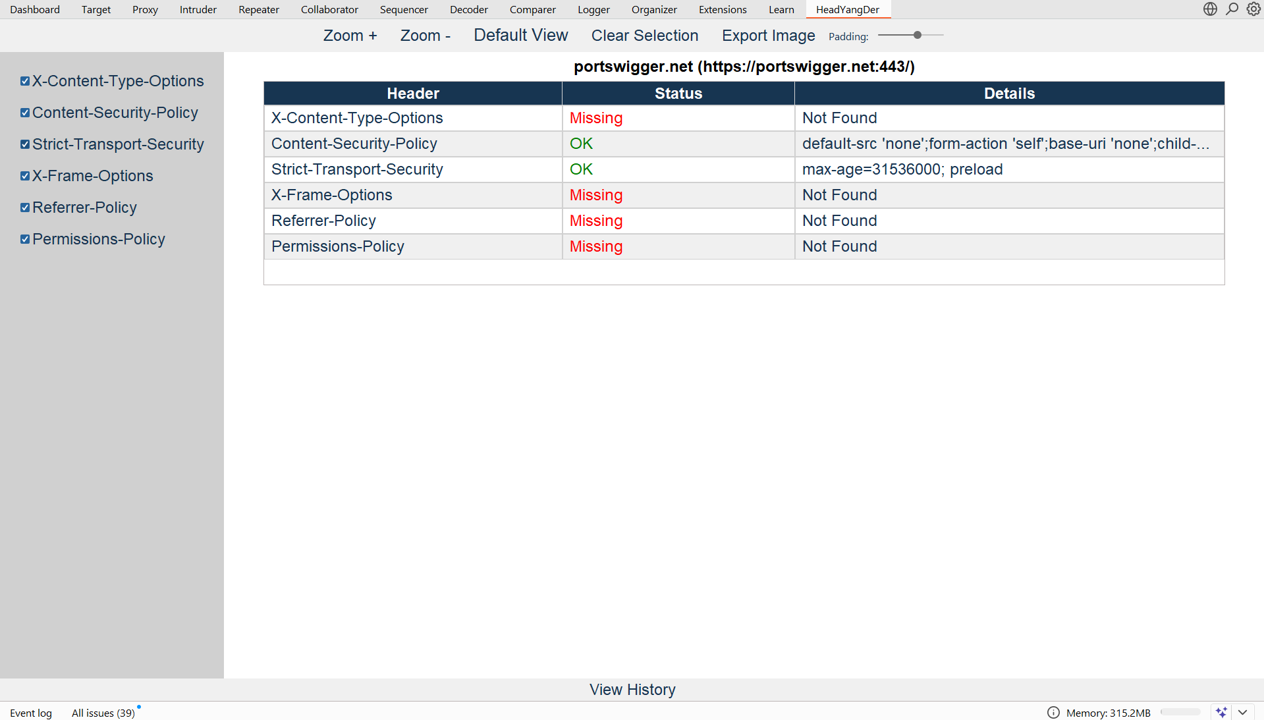 Dashboard Target Proxy Intruder Repeater Collaborator Sequencer Decoder Comparer Logger Organizer Extensions Learn HeadYangDer
Zoom + Zoom - Default View Clear Selection Export Image Padding:
X-Content-Type-Options
Content-Security-Policy
Strict-Transport-Security
X-Frame-Options
Referrer-Policy
Permissions-Policy
portswigger.net (https://portswigger.net:443/)
Header Status Details
X-Content-Type-Options Missing Not Found
Content-Security-Policy OK default-src 'none';form-action 'self';base-uri 'none';child-...
Strict-Transport-Security OK max-age=31536000; preload
X-Frame-Options Missing Not Found
Referrer-Policy Missing Not Found
Permissions-Policy Missing Not Found
View History
Event log All issues (39) Memory: 315.2MB